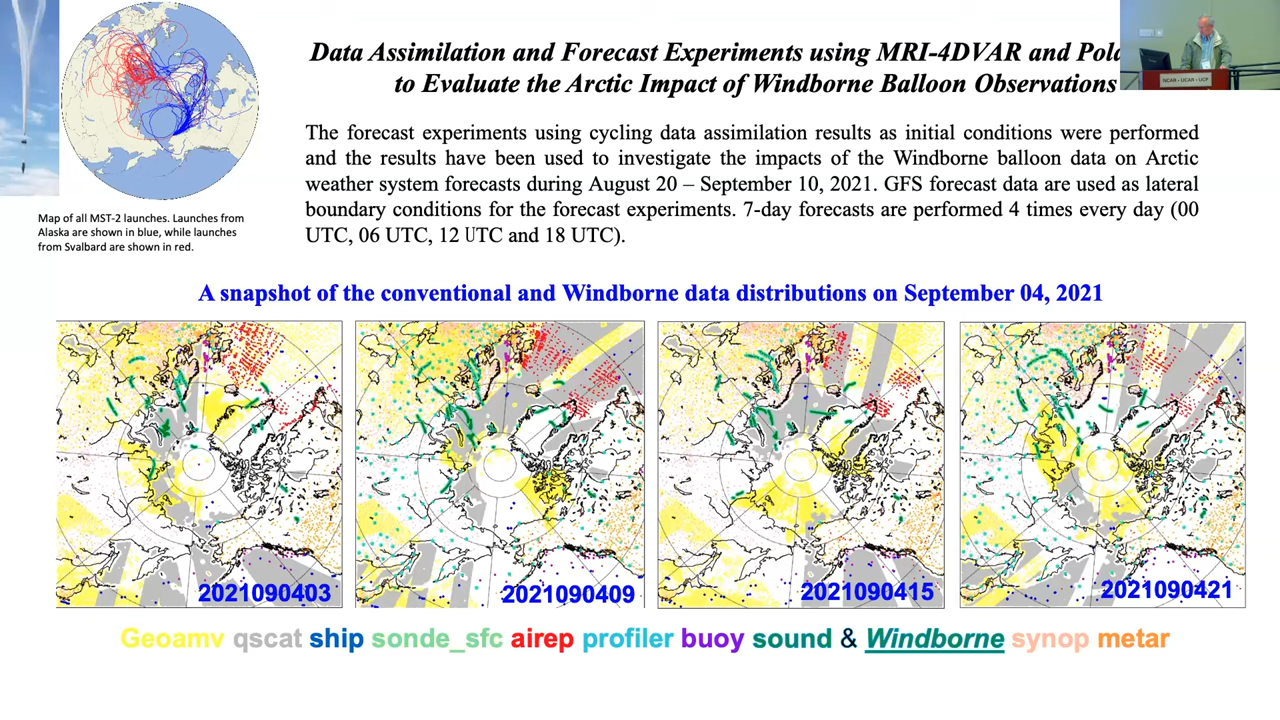 Data Assimilation and Forecast Experiments using MRI-4DVAR and
to Evaluate the Arctic Impact of Windborne Balloon Observations
NCAR • UCAR • UCP
The forecast experiments using cycling data assimilation results as initial conditions were performed
and the results have been used to investigate the impacts of the Windborne balloon data on Arctic
weather system forecasts during August 20 – September 10, 2021. GFS forecast data are used as lateral
boundary conditions for the forecast experiments. 7-day forecasts are performed 4 times every day (00
UTC, 06 UTC, 12 UTC and 18 UTC).
Map of all MST-2 launches. Launches from
Alaska are shown in blue, while launches
from Svalbard are shown in red.
A snapshot of the conventional and Windborne data distributions on September 04, 2021
2021090403
2021090409
2021090415
2021090421
Geoamv qscat ship sonde_sfc airep profiler buoy sound & Windborne synop metar